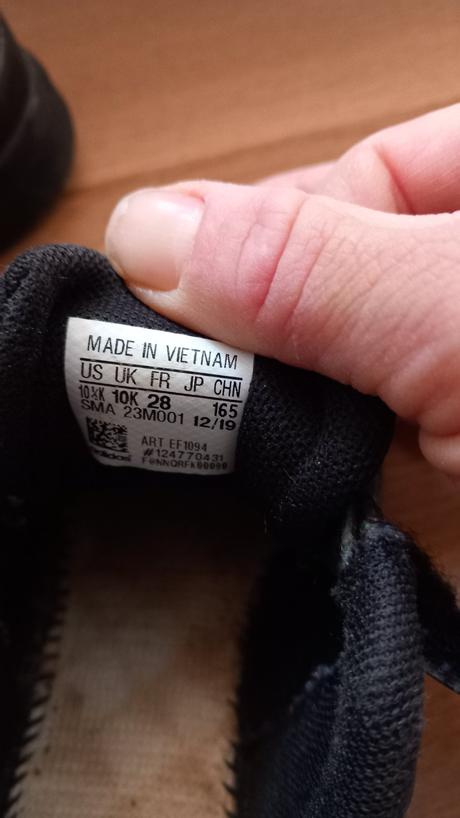 MADE IN VIETNAM
US UK FR JP CHN
10½K 10K 28 165
SMA 23M001 12/19
ART EF1094
#124770431
adidas